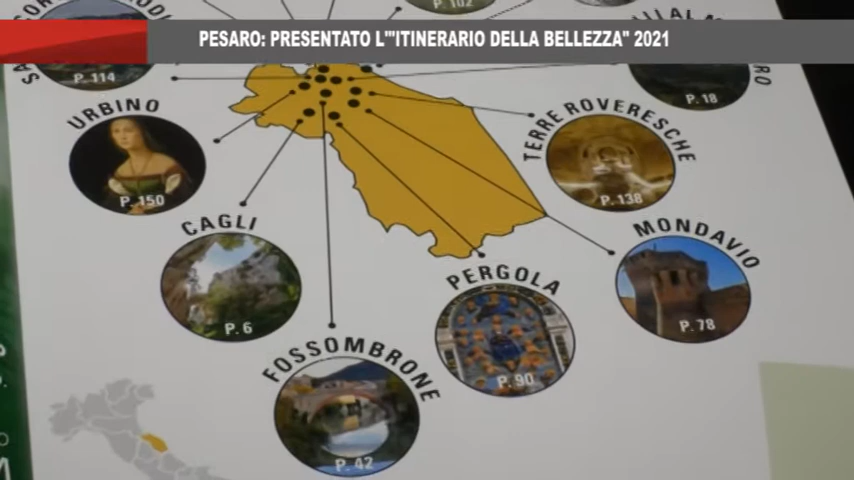 P. 102
PESARO: PRESENTATO L'"ITINERARIO DELLA BELLEZZA" 2021
P. 114
P. 18
URBINO
P. 150
TERRE ROVERESCHE
P. 138
CAGLI
P. 6
MONDAVIO
P. 78
PERGOLA
P. 90
FOSSOMBRONE
P. 42